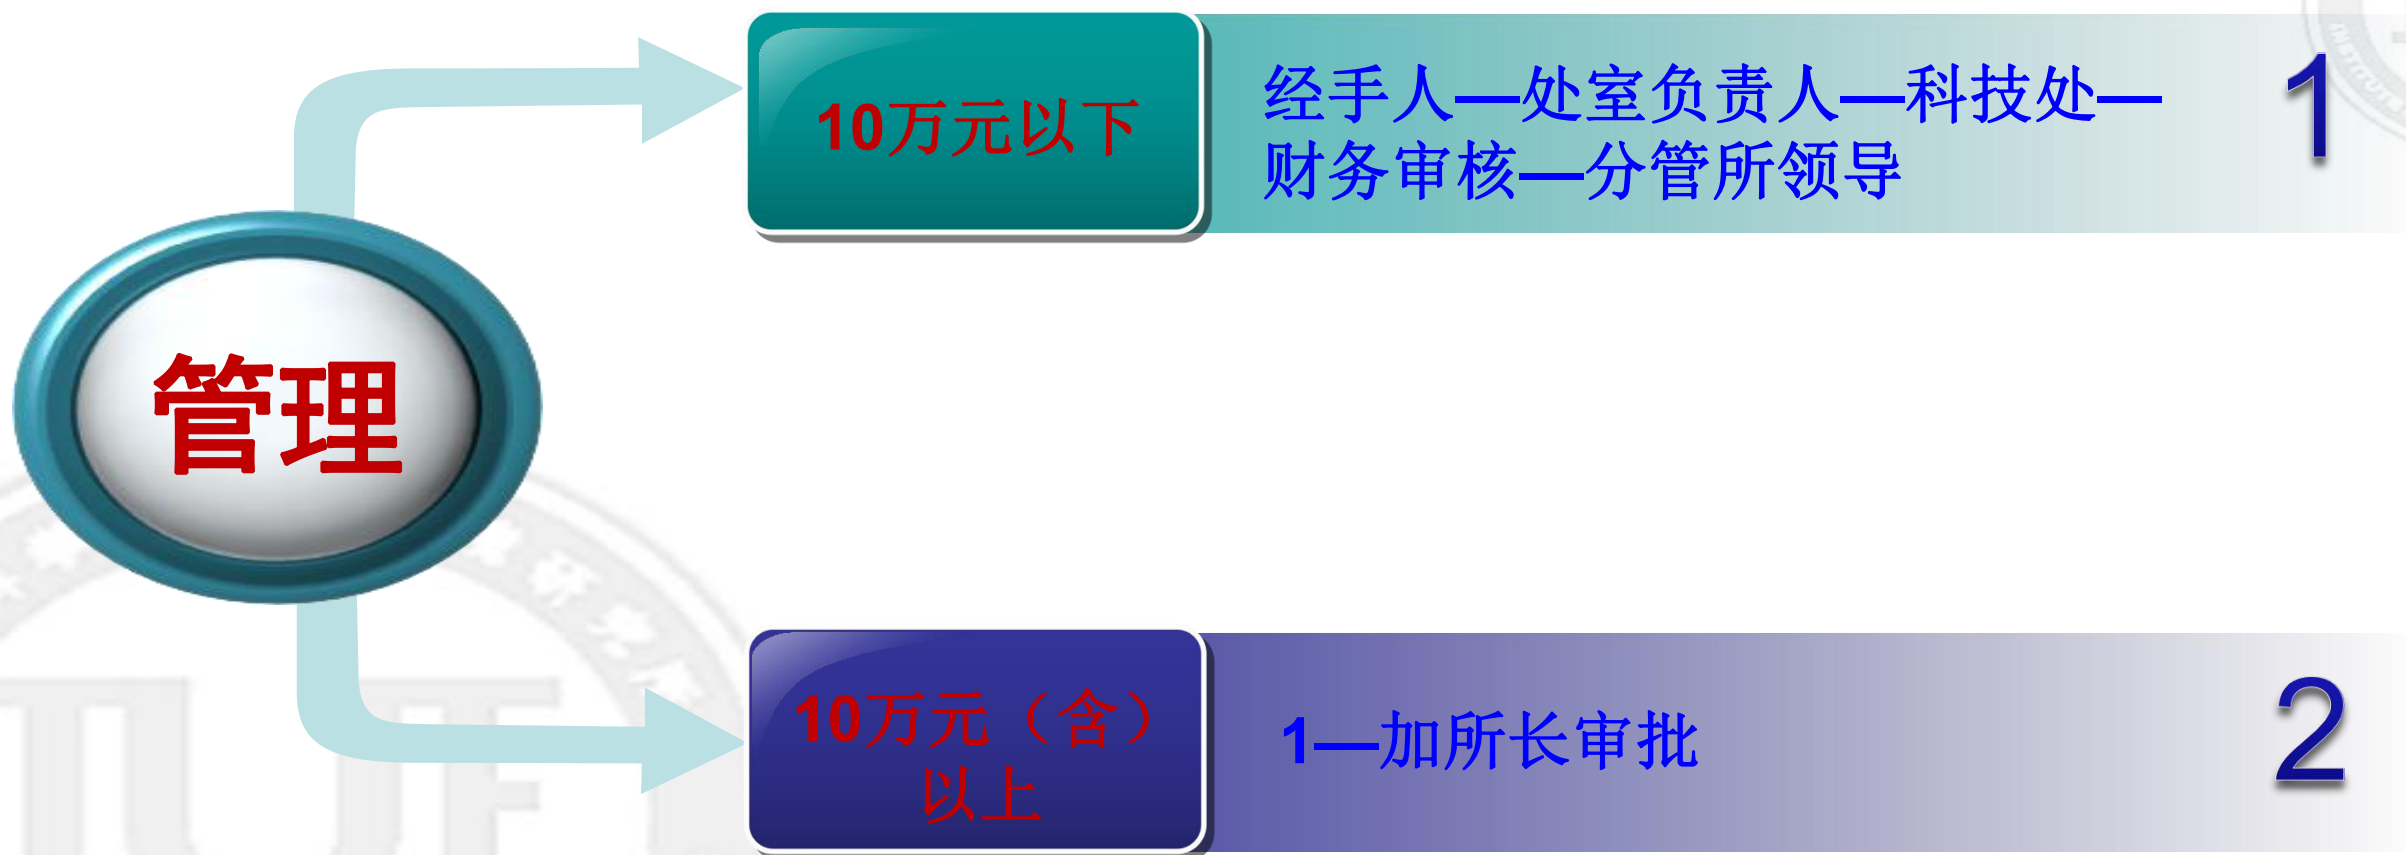 10万元以下
经手人—处室负责人—科技处—
财务审核—分管所领导
1
管理
10万元（含）
以上
1—加所长审批
2